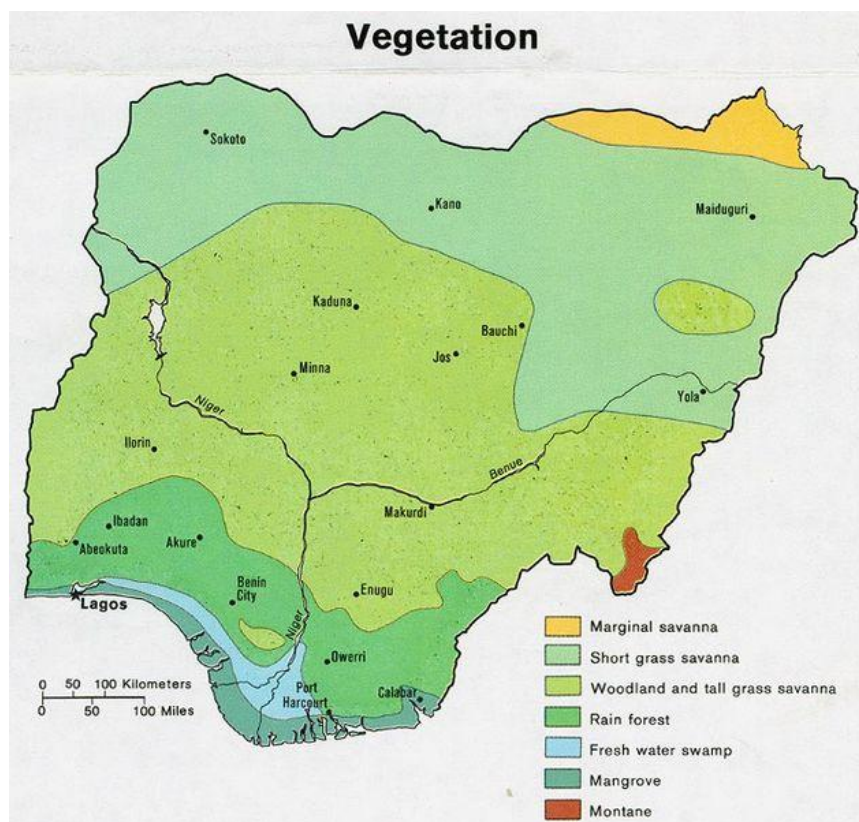 Vegetation
Sokoto
Kano
Maiduguri
Kaduna
Bauchi
Jos
Minna
Yola
Niger
Ilorin
Benue
Makurdi
Ibadan
Akure
Abeokuta
Benin
City
Enugu
Lagos
Niger
Owerri
Port
Harcourt
Calabar
0 50 100 Kilometers
0 50 100 Miles
Marginal savanna
Short grass savanna
Woodland and tall grass savanna
Rain forest
Fresh water swamp
Mangrove
Montane